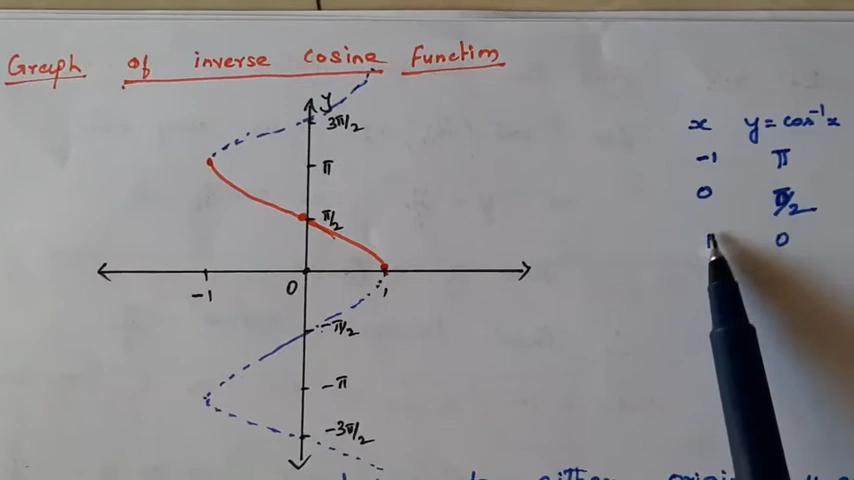 Graph of inverse cosine Function
y
3π/2
π
π/2
-1 0 1
-π/2
-π
-3π/2
x y = cos⁻¹x
-1 π
0 π/2
1 0